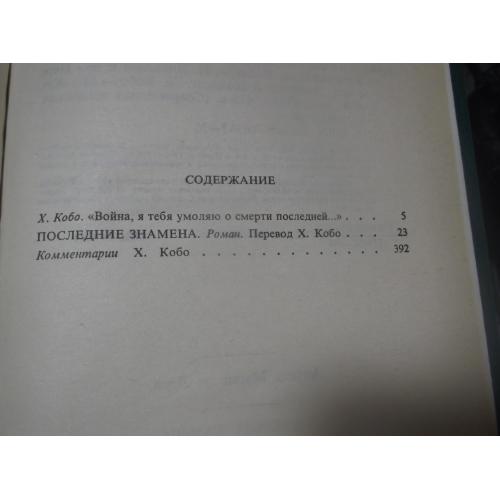 СОДЕРЖАНИЕ
Х. Кобо. «Война, я тебя умоляю о смерти последней...» . . . 5
ПОСЛЕДНИЕ ЗНАМЕНА. Роман. Перевод Х. Кобо . . . . 23
Комментарии Х. Кобо . . . . . . . . . . . . . 392